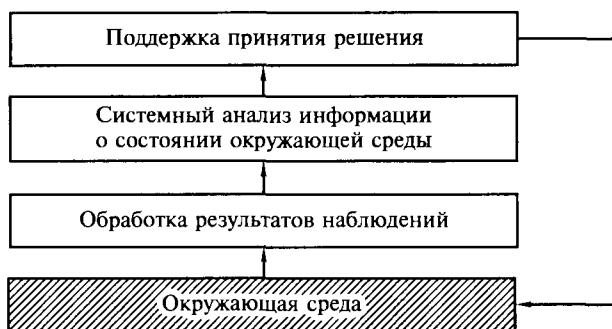 Поддержка принятия решения
Системный анализ информации
о состоянии окружающей среды
Обработка результатов наблюдений
Окружающая среда